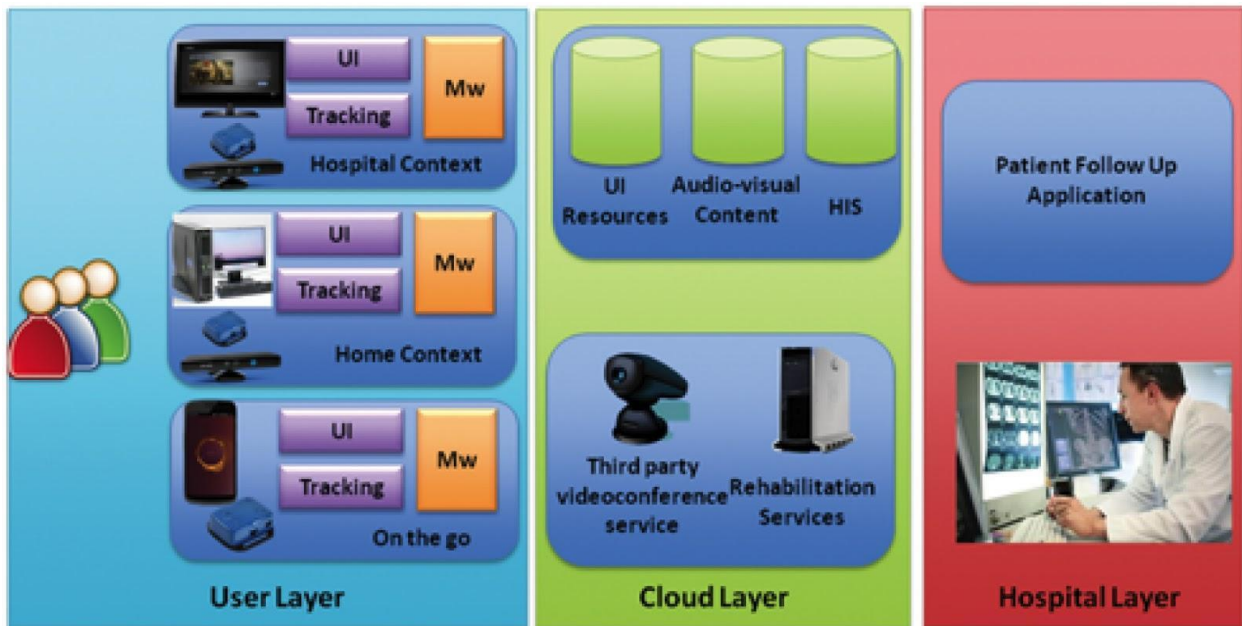 UI
Mw
Tracking
Hospital Context
UI
Mw
Tracking
Home Context
UI
Mw
Tracking
On the go
User Layer
UI
Resources
Audio-visual
Content
HIS
Third party
videoconference
service
Rehabilitation
Services
Cloud Layer
Patient Follow Up
Application
Hospital Layer